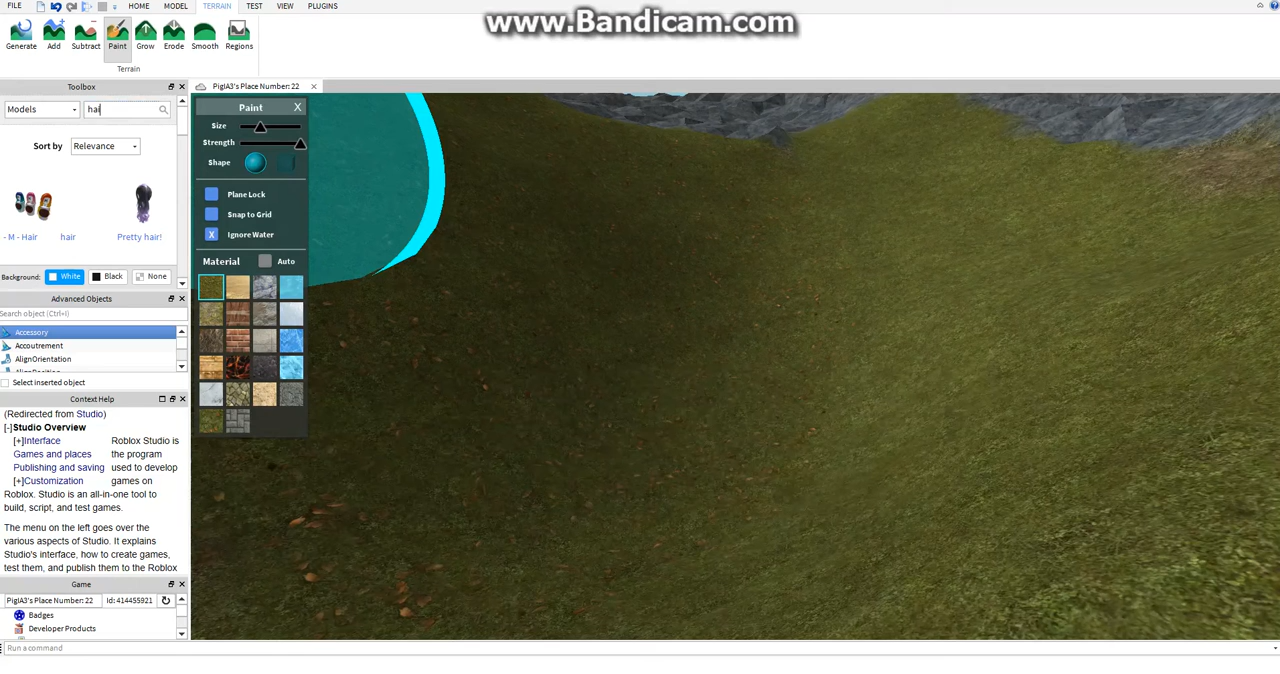 FILE HOME MODEL TERRAIN TEST VIEW PLUGINS
www.Bandicam.com
Generate Add Subtract Paint Grow Erode Smooth Regions
Terrain
Toolbox
PigIA3's Place Number: 22
Models hai
Sort by Relevance
- M - Hair hair Pretty hair!
Background: White Black None
Paint X
Size
Strength
Shape
Plane Lock
Snap to Grid
X Ignore Water
Material Auto
Advanced Objects
Search object (Ctrl+i)
Accessory
Accoutrement
AlignOrientation
AlignPosition
Select inserted object
Context Help
(Redirected from Studio)
[-]Studio Overview
[+]Interface
Games and places
Publishing and saving
[+]Customization
Roblox Studio is
the program
used to develop
games on
Roblox. Studio is an all-in-one tool to
build, script, and test games.
The menu on the left goes over the
various aspects of Studio. It explains
Studio's interface, how to create games,
test them, and publish them to the Roblox
Game
PigIA3's Place Number: 22 Id: 414455921
Badges
Developer Products
Run a command